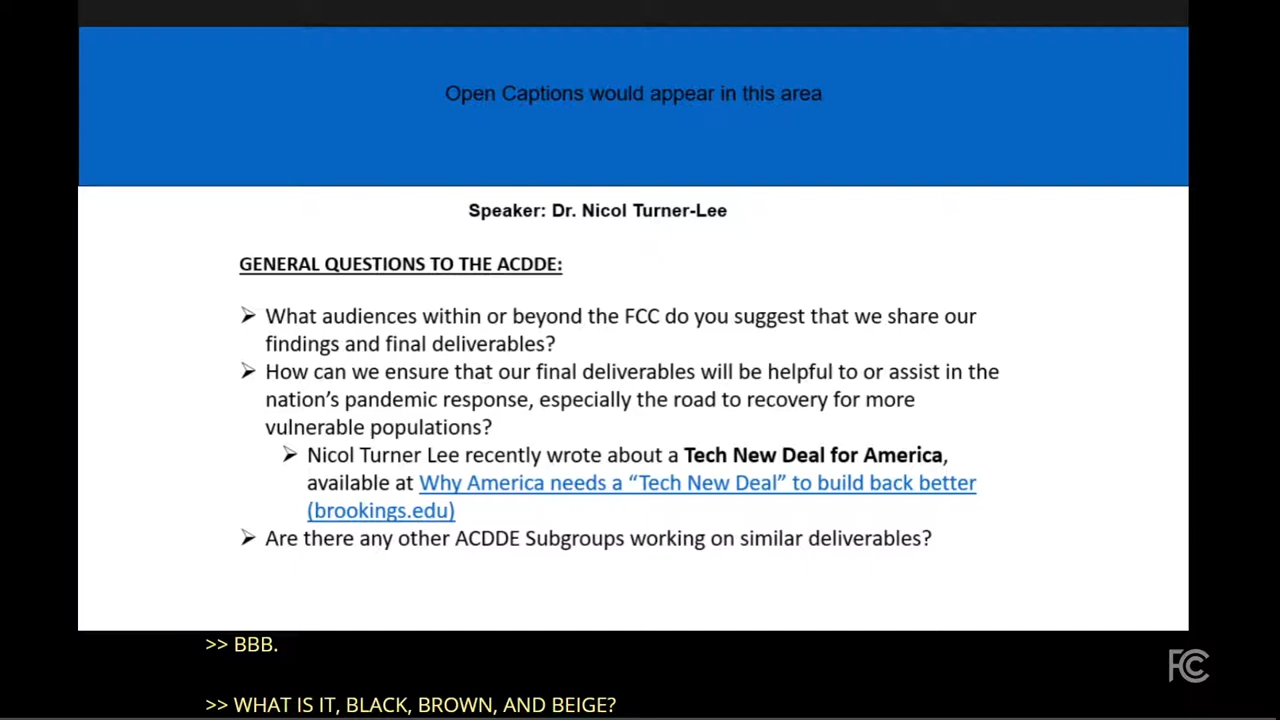 Open Captions would appear in this area
Speaker: Dr. Nicol Turner-Lee
GENERAL QUESTIONS TO THE ACDDE:
➢ What audiences within or beyond the FCC do you suggest that we share our
findings and final deliverables?
➢ How can we ensure that our final deliverables will be helpful to or assist in the
nation’s pandemic response, especially the road to recovery for more
vulnerable populations?
➢ Nicol Turner Lee recently wrote about a Tech New Deal for America,
available at Why America needs a “Tech New Deal” to build back better
(brookings.edu)
➢ Are there any other ACDDE Subgroups working on similar deliverables?
>> BBB.
FCC
>> WHAT IS IT, BLACK, BROWN, AND BEIGE?